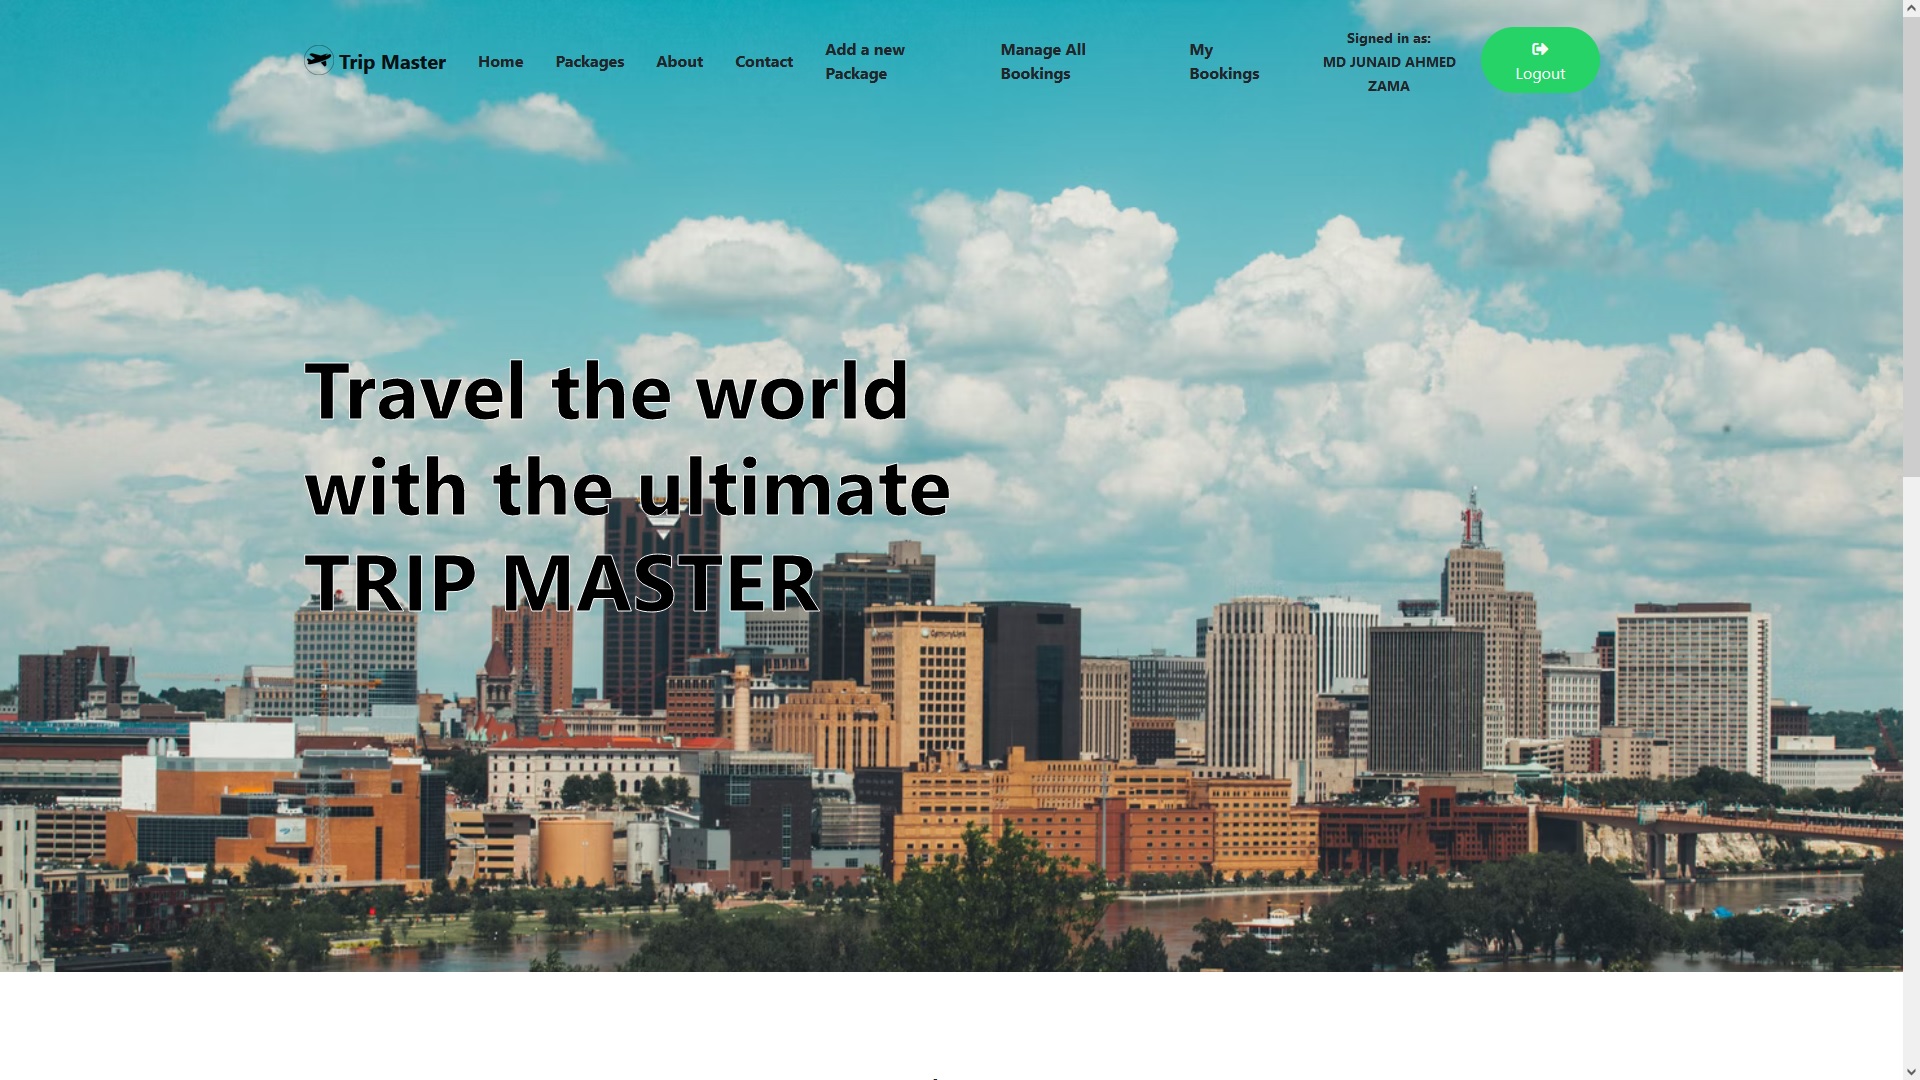 Trip Master
Home
Packages
About
Contact
Add a new
Package
Manage All
Bookings
My
Bookings
Signed in as:
MD JUNAID AHMED
ZAMA
Logout
Travel the world
with the ultimate
TRIP MASTER
CenturyLink